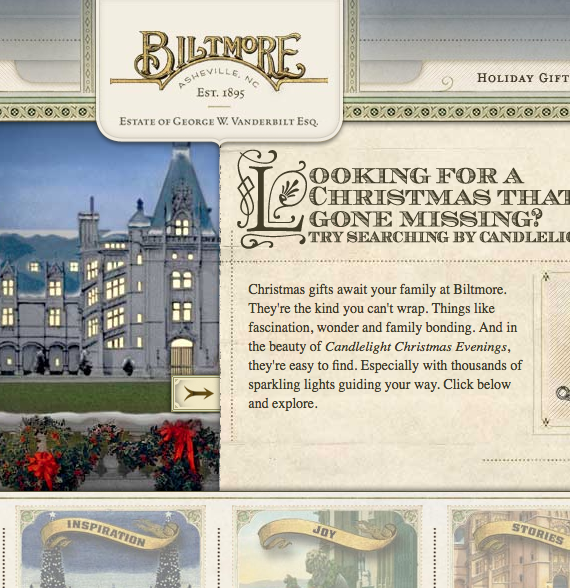 BILTMORE
ASHEVILLE, NC
EST. 1895
ESTATE OF GEORGE W. VANDERBILT ESQ.
HOLIDAY GIFT
LOOKING FOR A
CHRISTMAS THAT
GONE MISSING?
TRY SEARCHING BY
Christmas gifts await your family at Biltmore.
They're the kind you can't wrap. Things like
fascination, wonder and family bonding. And in
the beauty of Candlelight Christmas Evenings,
they're easy to find. Especially with thousands of
sparkling lights guiding your way. Click below
and explore.
INSPIRATION
JOY
STORIES